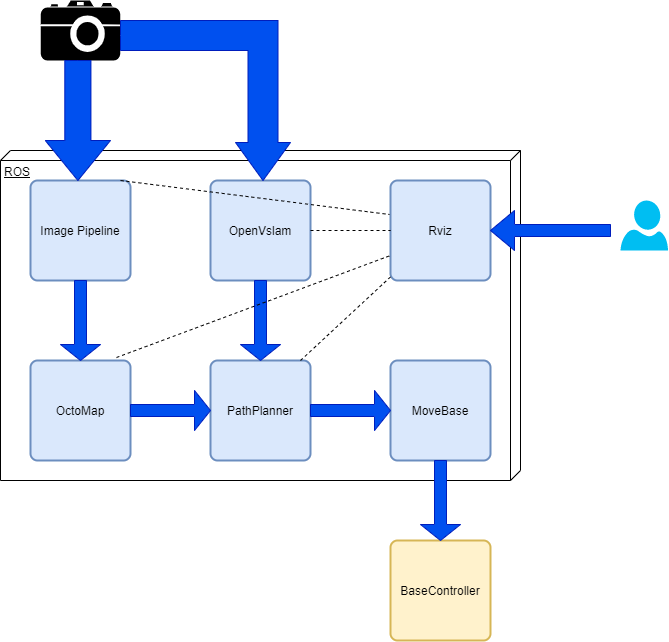 ROS
Image Pipeline
OpenVslam
Rviz
OctoMap
PathPlanner
MoveBase
BaseController